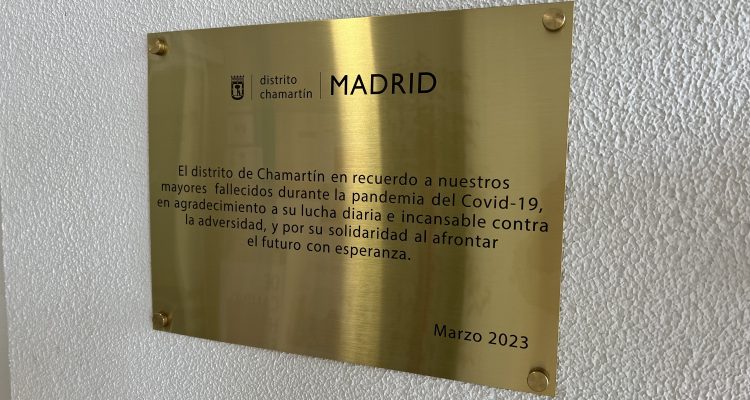 distrito
chamartín
MADRID
El distrito de Chamartín en recuerdo a nuestros
mayores fallecidos durante la pandemia del Covid-19,
en agradecimiento a su lucha diaria e incansable contra
la adversidad, y por su solidaridad al afrontar
el futuro con esperanza.
Marzo 2023